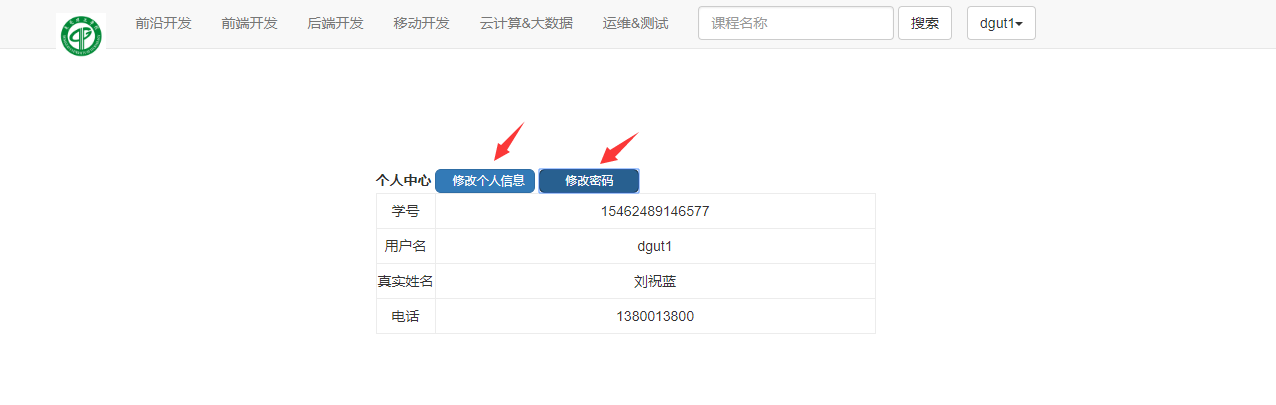 前沿开发 前端开发 后端开发 移动开发 云计算&大数据 运维&测试 课程名称 搜索 dgut1
个人中心 修改个人信息 修改密码
学号 15462489146577
用户名 dgut1
真实姓名 刘祝蓝
电话 1380013800